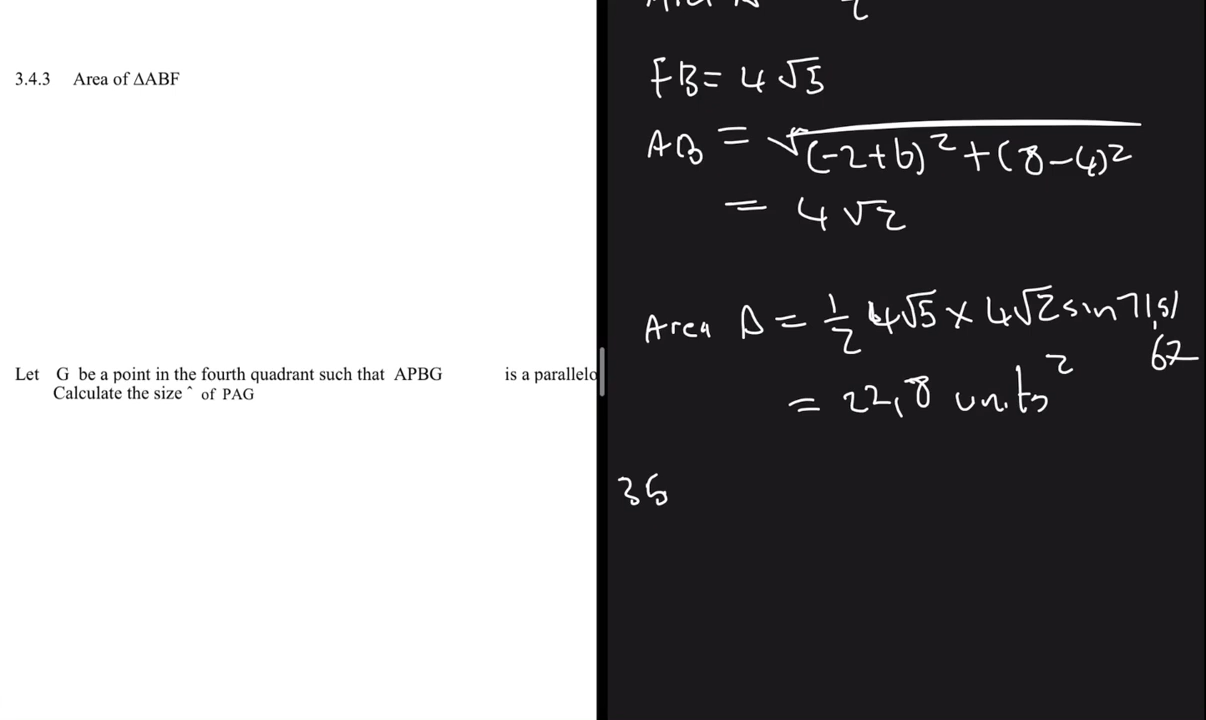 3.4.3 Area of ΔABF
Let G be a point in the fourth quadrant such that APBG is a parallelo
Calculate the size ˆ of PAG
FB = 4√5
AB = √(-2+6)² + (8-4)²
= 4√2
Area Δ = 1/2 4√5 × 4√2 sin 71,5/
62
= 22,8 units²
35